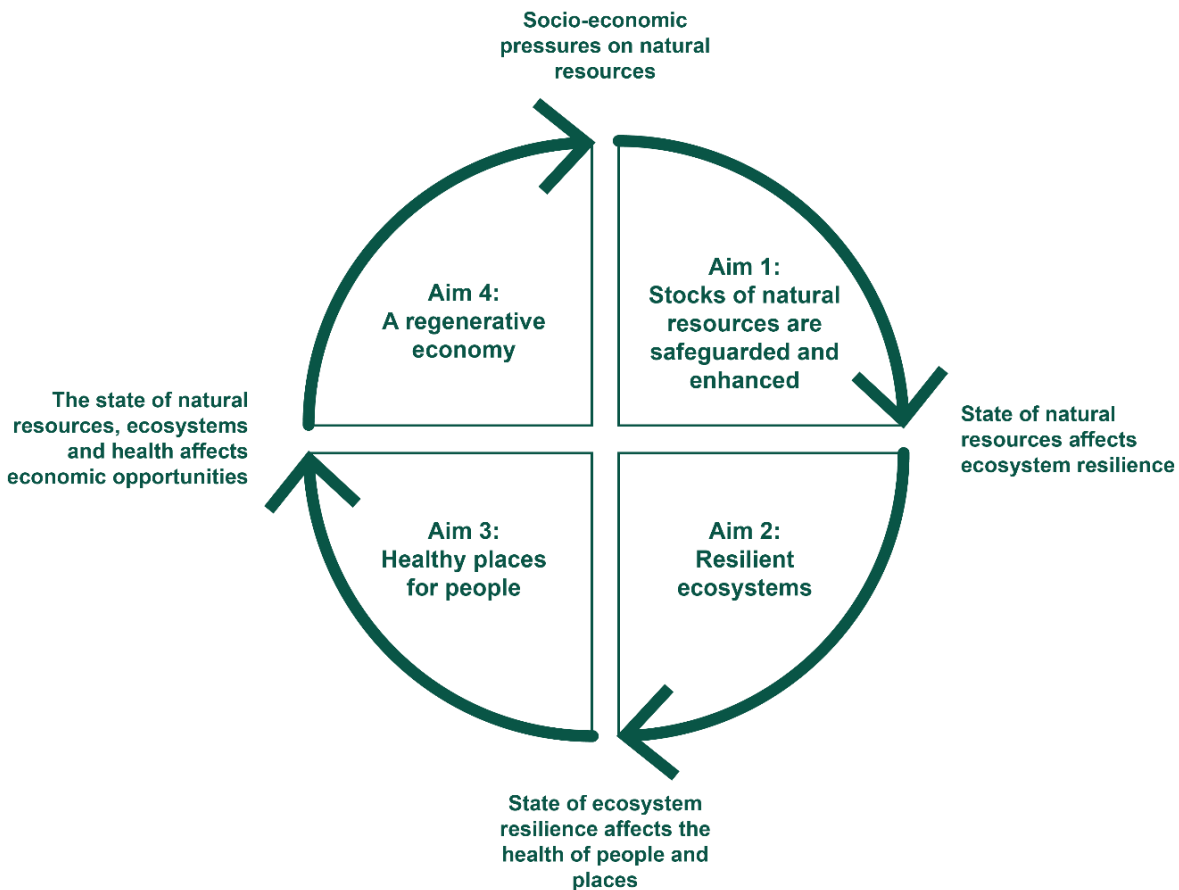 Socio-economic
pressures on natural
resources
Aim 1:
Stocks of natural
resources are
safeguarded and
enhanced
State of natural
resources affects
ecosystem resilience
Aim 2:
Resilient
ecosystems
State of ecosystem
resilience affects the
health of people and
places
Aim 3:
Healthy places
for people
The state of natural
resources, ecosystems
and health affects
economic opportunities
Aim 4:
A regenerative
economy